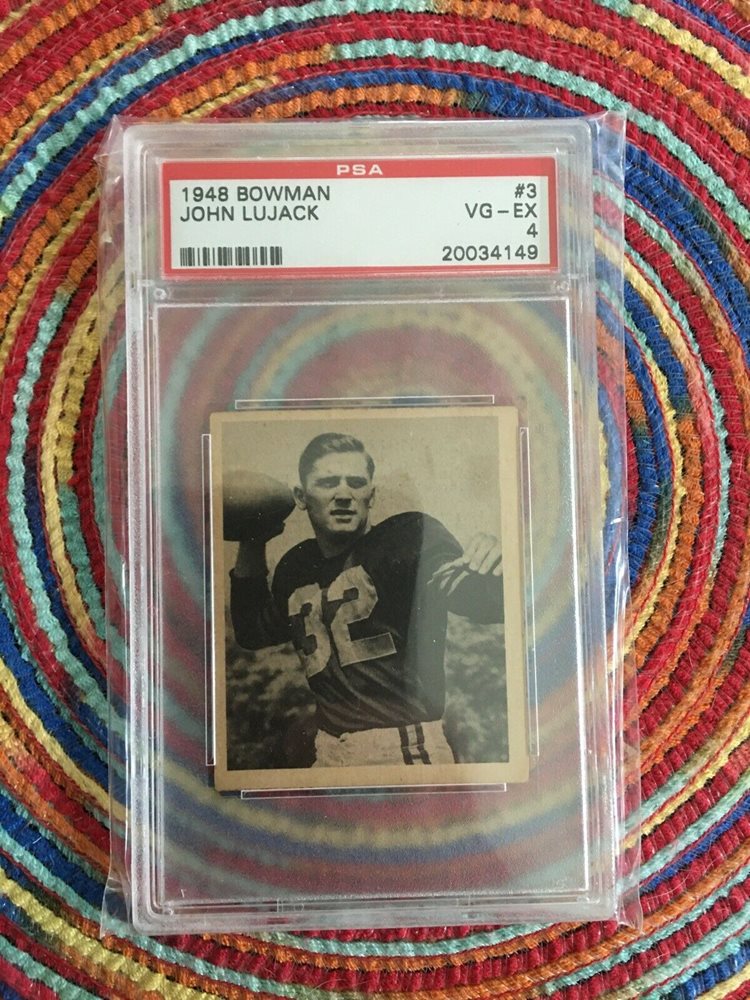 PSA
1948 BOWMAN #3
JOHN LUJACK VG-EX
4
20034149
32